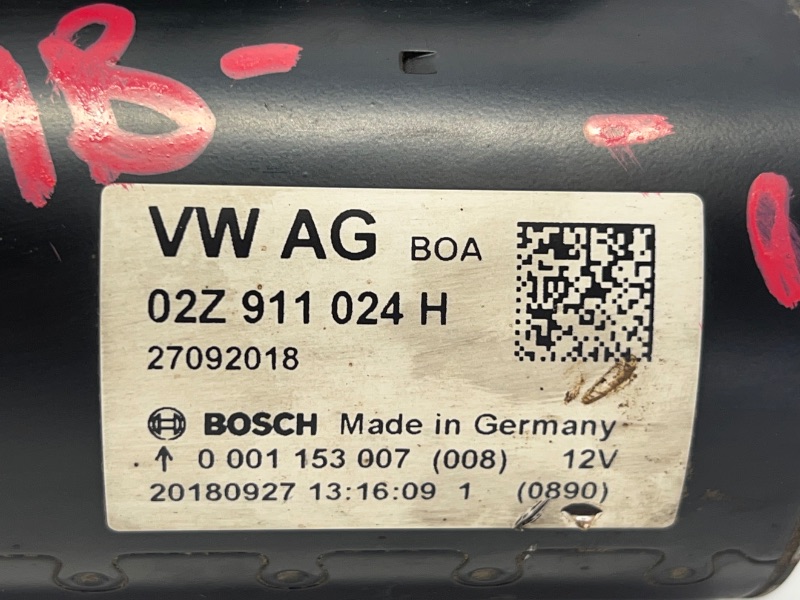 VW AG BOA
02Z 911 024 H
27092018
BOSCH Made in Germany
↑ 0 001 153 007 (008) 12V
20180927 13:16:09 1 (0890)